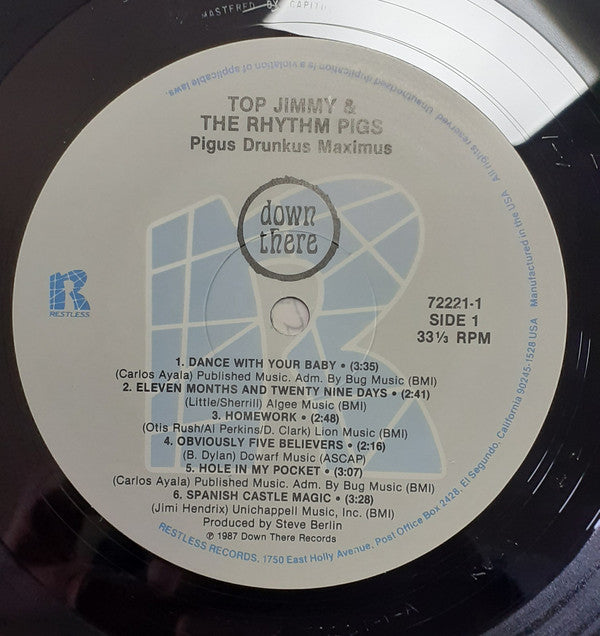 MASTERED BY CAPITOL
TOP JIMMY &
THE RHYTHM PIGS
Pigus Drunkus Maximus
down
there
R
RESTLESS
72221-1
SIDE 1
33⅓ RPM
1. DANCE WITH YOUR BABY • (3:35)
(Carlos Ayala) Published Music. Adm. By Bug Music (BMI)
2. ELEVEN MONTHS AND TWENTY NINE DAYS • (2:41)
(Little/Sherrill) Algee Music (BMI)
3. HOMEWORK • (2:48)
(Otis Rush/Al Perkins/D. Clark) Lion Music (BMI)
4. OBVIOUSLY FIVE BELIEVERS • (2:16)
(B. Dylan) Dowarf Music (ASCAP)
5. HOLE IN MY POCKET • (3:07)
(Carlos Ayala) Published Music. Adm. By Bug Music (BMI)
6. SPANISH CASTLE MAGIC • (3:28)
(Jimi Hendrix) Unichappell Music, Inc. (BMI)
Produced by Steve Berlin
℗ 1987 Down There Records
RESTLESS RECORDS, 1750 East Holly Avenue, Post Office Box 2428, El Segundo, California 90245-1528 USA Manufactured in the USA All rights reserved Unauthorized duplication is a violation of applicable laws.